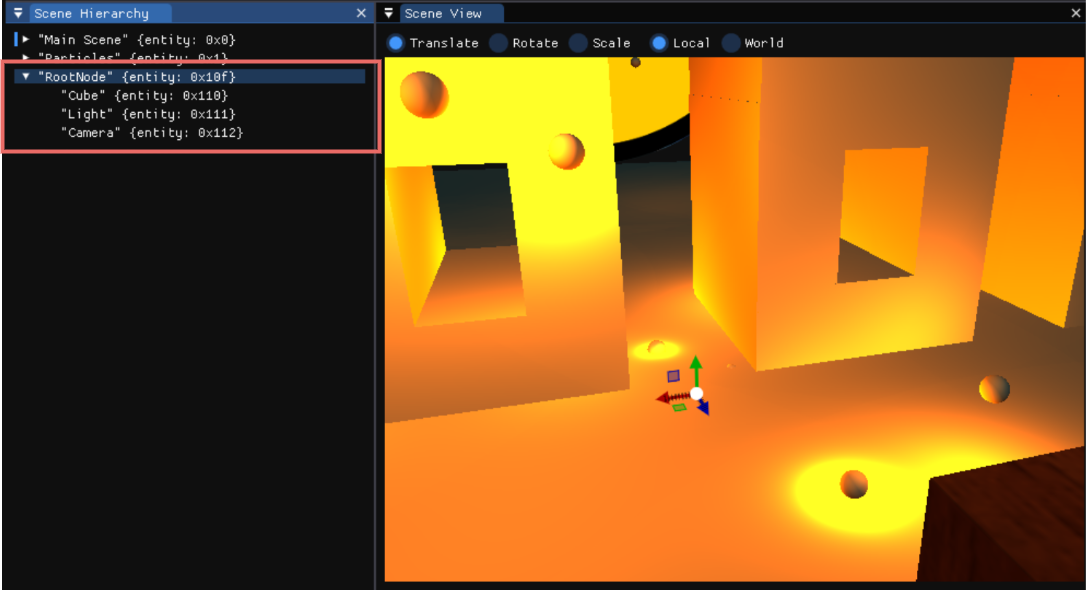 Scene Hierarchy
"Main Scene" {entity: 0x0}
"Particles" {entity: 0x1}
"RootNode" {entity: 0x10f}
"Cube" {entity: 0x110}
"Light" {entity: 0x111}
"Camera" {entity: 0x112}
Scene View
Translate Rotate Scale Local World